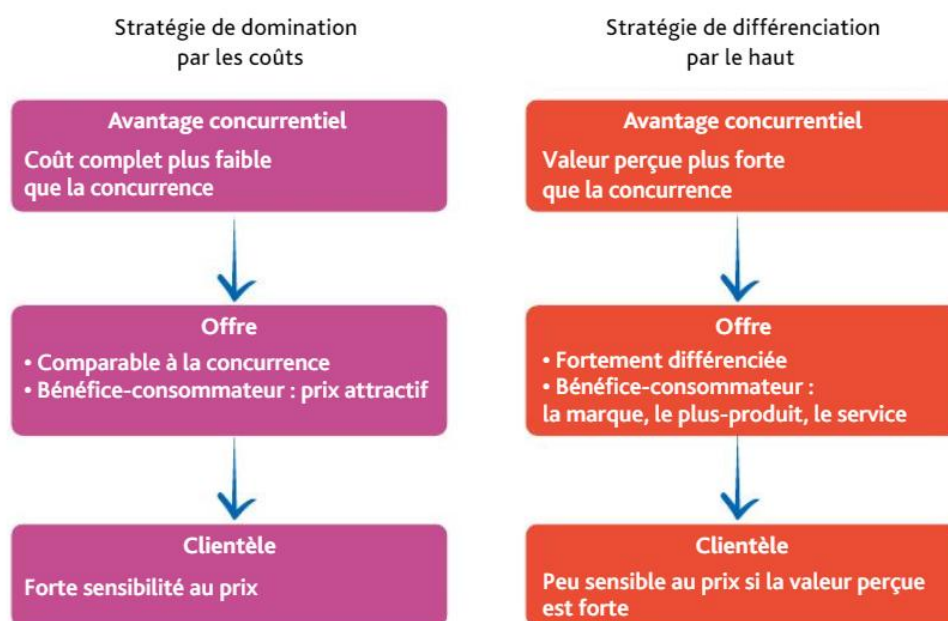 Stratégie de domination
par les coûts
Avantage concurrentiel
Coût complet plus faible
que la concurrence
Offre
• Comparable à la concurrence
• Bénéfice-consommateur : prix attractif
Clientèle
Forte sensibilité au prix
Stratégie de différenciation
par le haut
Avantage concurrentiel
Valeur perçue plus forte
que la concurrence
Offre
• Fortement différenciée
• Bénéfice-consommateur :
la marque, le plus-produit, le service
Clientèle
Peu sensible au prix si la valeur perçue
est forte